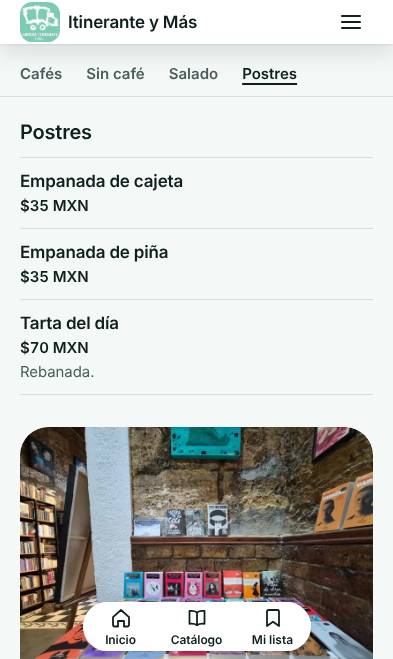 Itinerante y Más
Cafés
Sin café
Salado
Postres
Postres
Empanada de cajeta
$35 MXN
Empanada de piña
$35 MXN
Tarta del día
$70 MXN
Rebanada.
Inicio
Catálogo
Mi lista